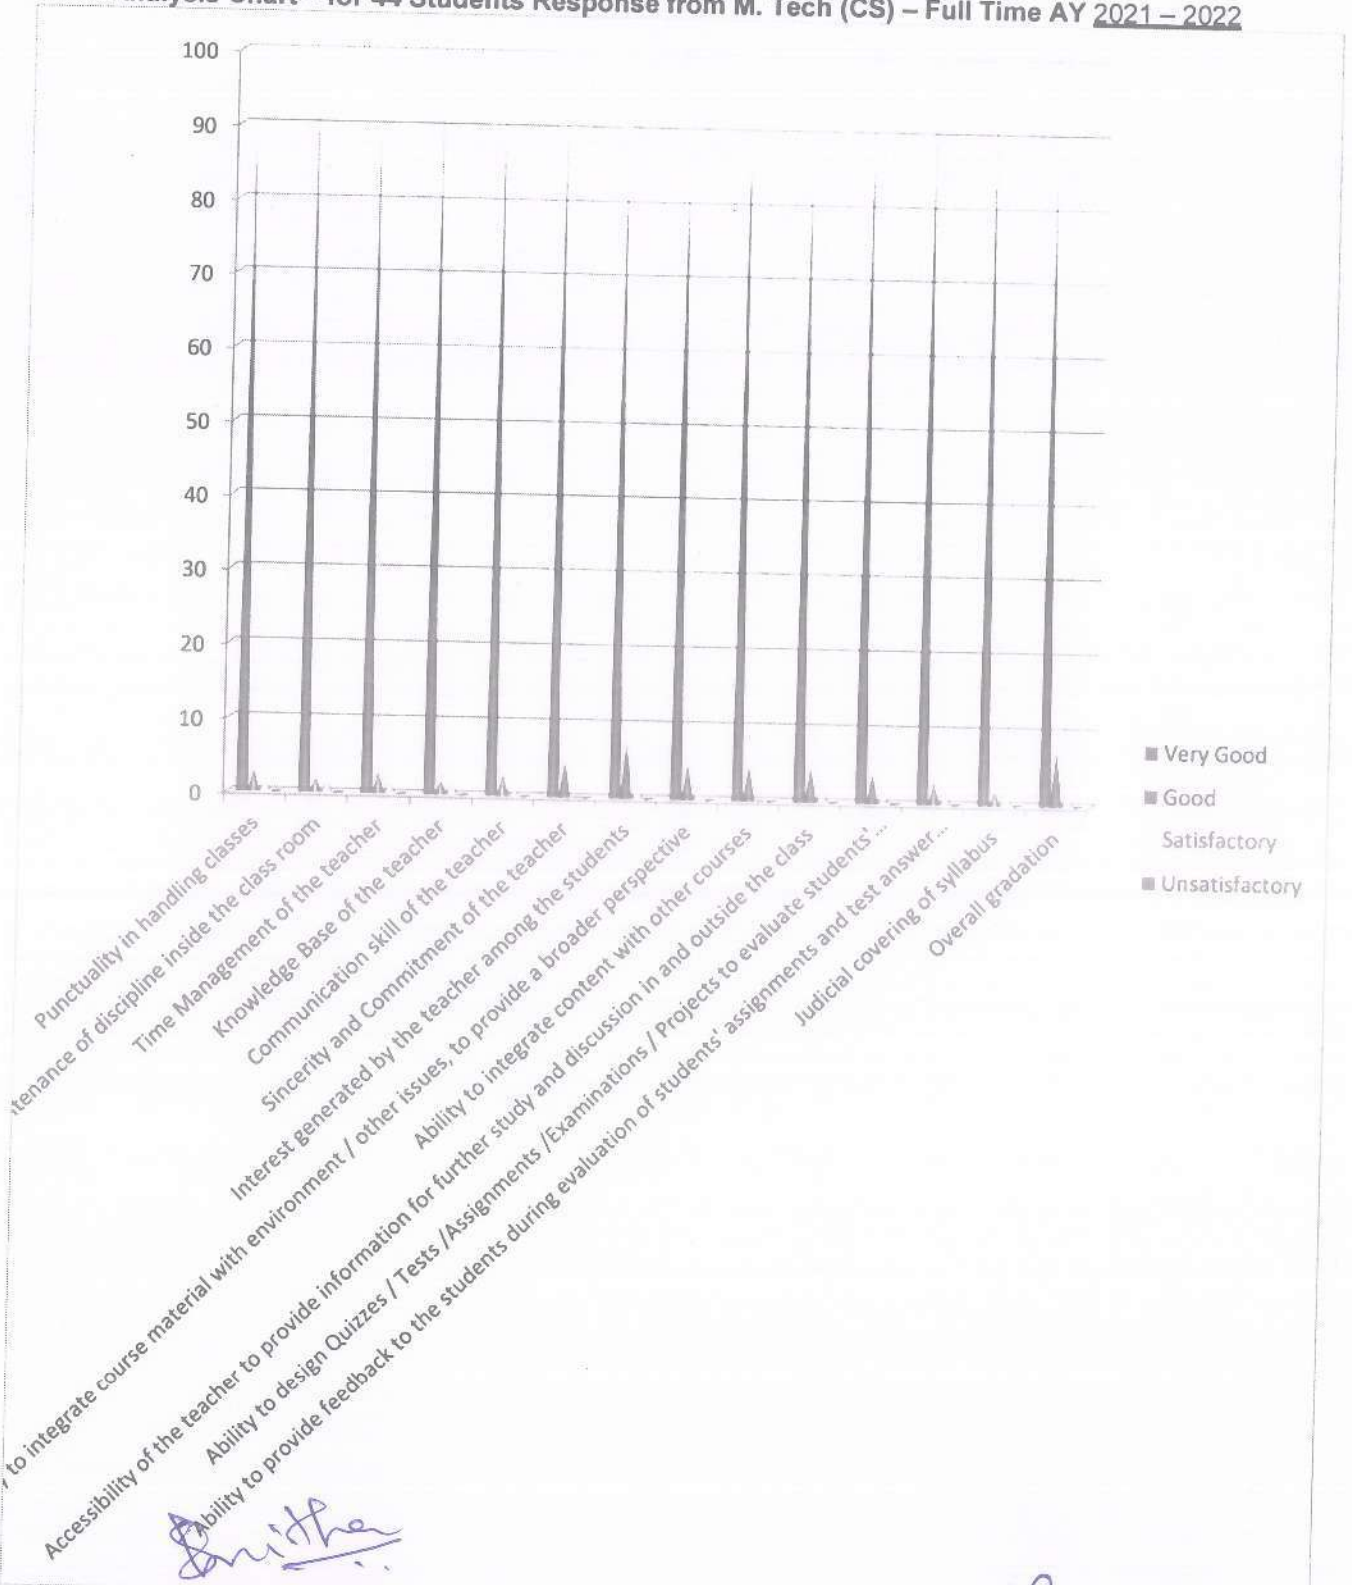 Chart - for 44 Students Response from M. Tech (CS) – Full Time AY 2021 – 2022
100
90
80
70
60
50
40
30
20
10
0
Very Good
Good
Satisfactory
Unsatisfactory
Punctuality in handling classes
tenance of discipline inside the class room
Time Management of the teacher
Knowledge Base of the teacher
Communication skill of the teacher
Sincerity and Commitment of the teacher
Interest generated by the teacher among the students
to integrate course material with environment / other issues, to provide a broader perspective
Ability to integrate content with other courses
Accessibility of the teacher to provide information for further study and discussion in and outside the class
Ability to design Quizzes / Tests /Assignments /Examinations / Projects to evaluate students'...
Ability to provide feedback to the students during evaluation of students' assignments and test answer...
Judicial covering of syllabus
Overall gradation